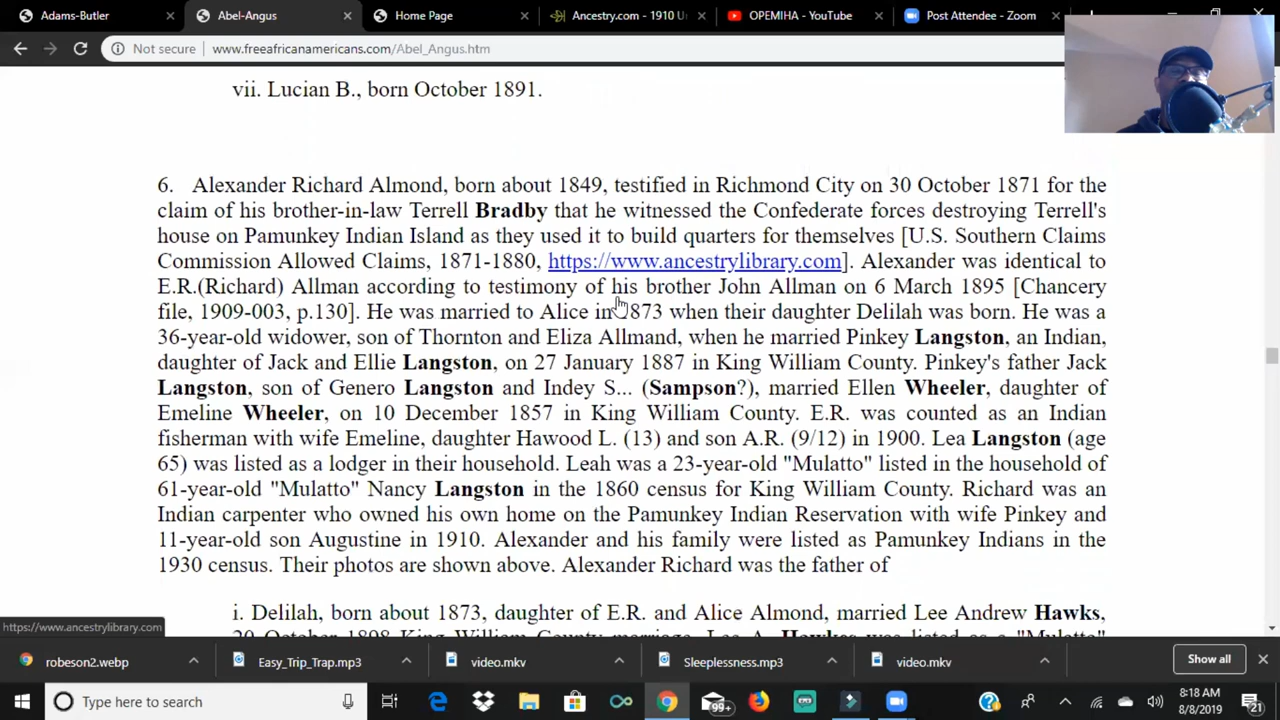 Adams-Butler
Abel-Angus
Home Page
Ancestry.com - 1910 U
OPEMIHA - YouTube
Post Attendee - Zoom
Not secure | www.freeafricanamericans.com/Abel_Angus.htm
vii. Lucian B., born October 1891.
6. Alexander Richard Almond, born about 1849, testified in Richmond City on 30 October 1871 for the
claim of his brother-in-law Terrell Bradby that he witnessed the Confederate forces destroying Terrell's
house on Pamunkey Indian Island as they used it to build quarters for themselves [U.S. Southern Claims
Commission Allowed Claims, 1871-1880, https://www.ancestrylibrary.com]. Alexander was identical to
E.R.(Richard) Allman according to testimony of his brother John Allman on 6 March 1895 [Chancery
file, 1909-003, p.130]. He was married to Alice in 1873 when their daughter Delilah was born. He was a
36-year-old widower, son of Thornton and Eliza Allmand, when he married Pinkey Langston, an Indian,
daughter of Jack and Ellie Langston, on 27 January 1887 in King William County. Pinkey's father Jack
Langston, son of Genero Langston and Indey S... (Sampson?), married Ellen Wheeler, daughter of
Emeline Wheeler, on 10 December 1857 in King William County. E.R. was counted as an Indian
fisherman with wife Emeline, daughter Hawood L. (13) and son A.R. (9/12) in 1900. Lea Langston (age
65) was listed as a lodger in their household. Leah was a 23-year-old "Mulatto" listed in the household of
61-year-old "Mulatto" Nancy Langston in the 1860 census for King William County. Richard was an
Indian carpenter who owned his own home on the Pamunkey Indian Reservation with wife Pinkey and
11-year-old son Augustine in 1910. Alexander and his family were listed as Pamunkey Indians in the
1930 census. Their photos are shown above. Alexander Richard was the father of
i. Delilah, born about 1873, daughter of E.R. and Alice Almond, married Lee Andrew Hawks,
20 October 1898 King William County marriage. Lee A. Hawkes was listed as a "Mulatto"
https://www.ancestrylibrary.com
robeson2.webp
Easy_Trip_Trap.mp3
video.mkv
Sleeplessness.mp3
video.mkv
Show all
Type here to search
99+
8:18 AM
8/8/2019
21